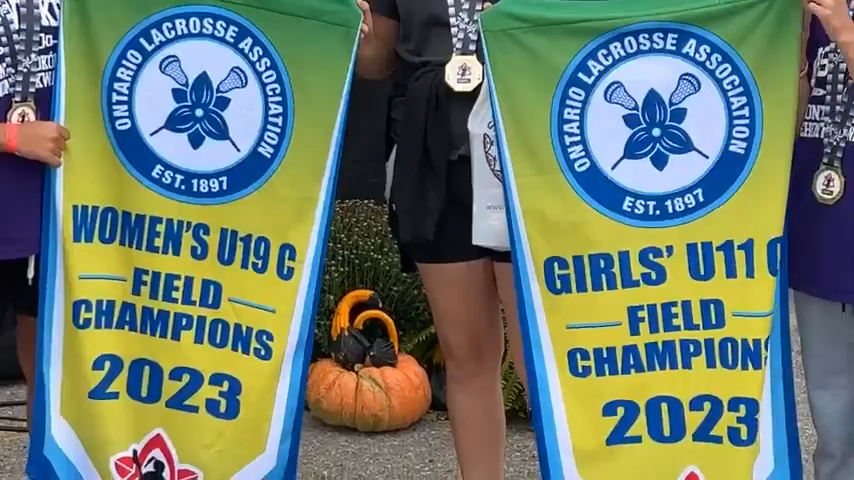 ONTARIO LACROSSE ASSOCIATION
EST. 1897
WOMEN'S U19 C
FIELD
CHAMPIONS
2023
ONTARIO LACROSSE ASSOCIATION
EST. 1897
GIRLS' U11 C
FIELD
CHAMPIONS
2023